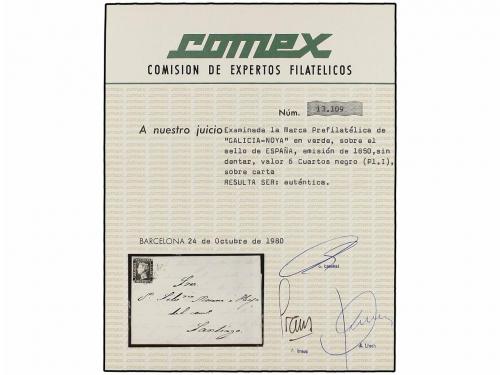 comex
COMISION DE EXPERTOS FILATELICOS
Núm. 13.109
A nuestro juicio Examinada la Marca Prefilatélica de
"GALICIA-NOYA" en verde, sobre el
sello de ESPAÑA, emisión de 1850,sin
dentar, valor 6 Cuartos negro (Pl.I),
sobre carta
RESULTA SER: auténtica.
BARCELONA 24 de Octubre de 1980
Graus
Santiago